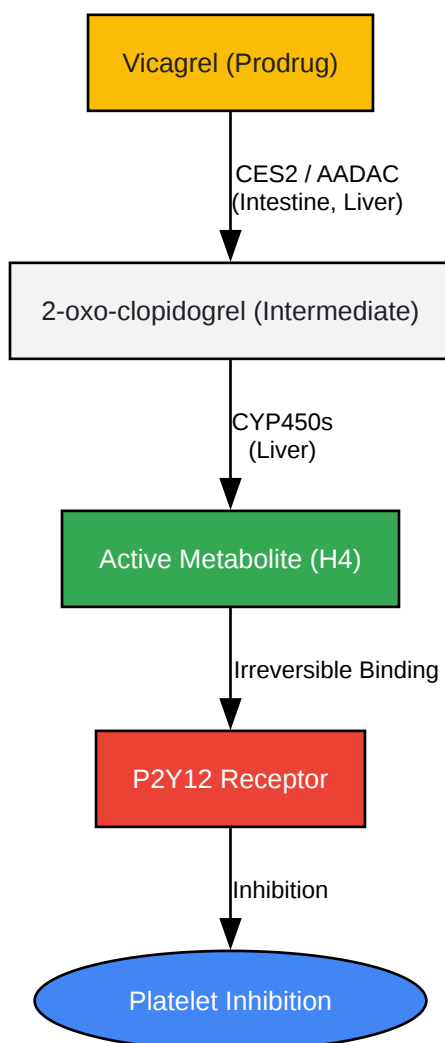 Vicagrel (Prodrug)
CES2 / AADAC
(Intestine, Liver)
2-oxo-clopidogrel (Intermediate)
CYP450s
(Liver)
Active Metabolite (H4)
Irreversible Binding
P2Y12 Receptor
Inhibition
Platelet Inhibition